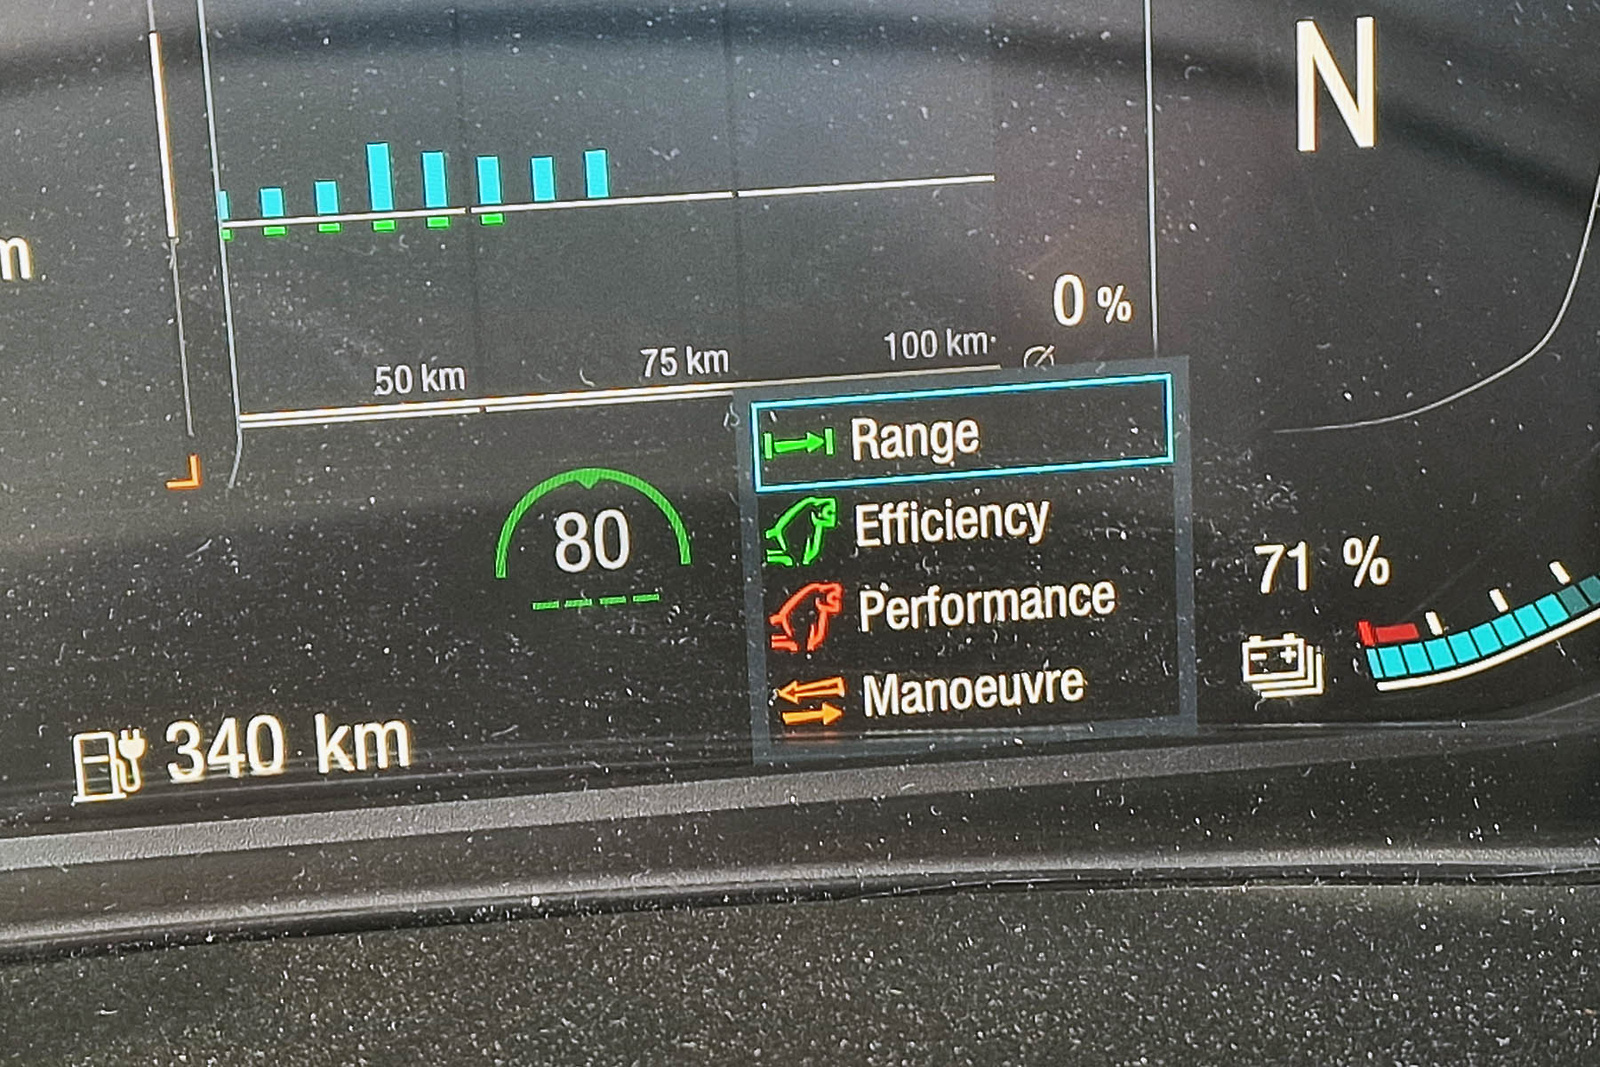 N
m
0 %
50 km
75 km
100 km
Range
80
Efficiency
71 %
Performance
Manoeuvre
340 km